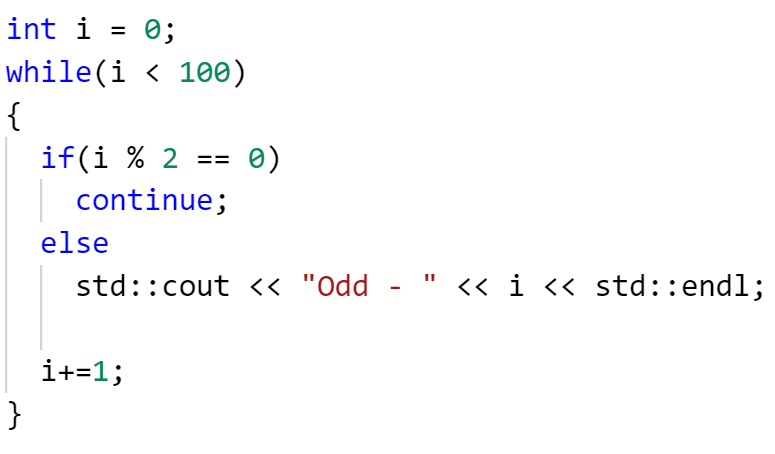 int i = 0;
while(i < 100)
{
  if(i % 2 == 0)
    continue;
  else
    std::cout << "Odd - " << i << std::endl;

  i+=1;
}